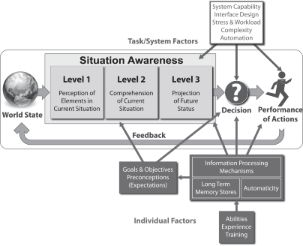 System Capability
Interface Design
Stress & Workload
Complexity
Automation
Task/System Factors
Situation Awareness
Level 1
Perception of
Elements in
Current Situation
Level 2
Comprehension
of Current
Situation
Level 3
Projection
of Future
Status
World State
?
Decision
Performance
of Actions
Feedback
Goals & Objectives
Preconceptions
(Expectations)
Information Processing
Mechanisms
Long Term
Memory Stores
Automaticity
Individual Factors
Abilities
Experience
Training